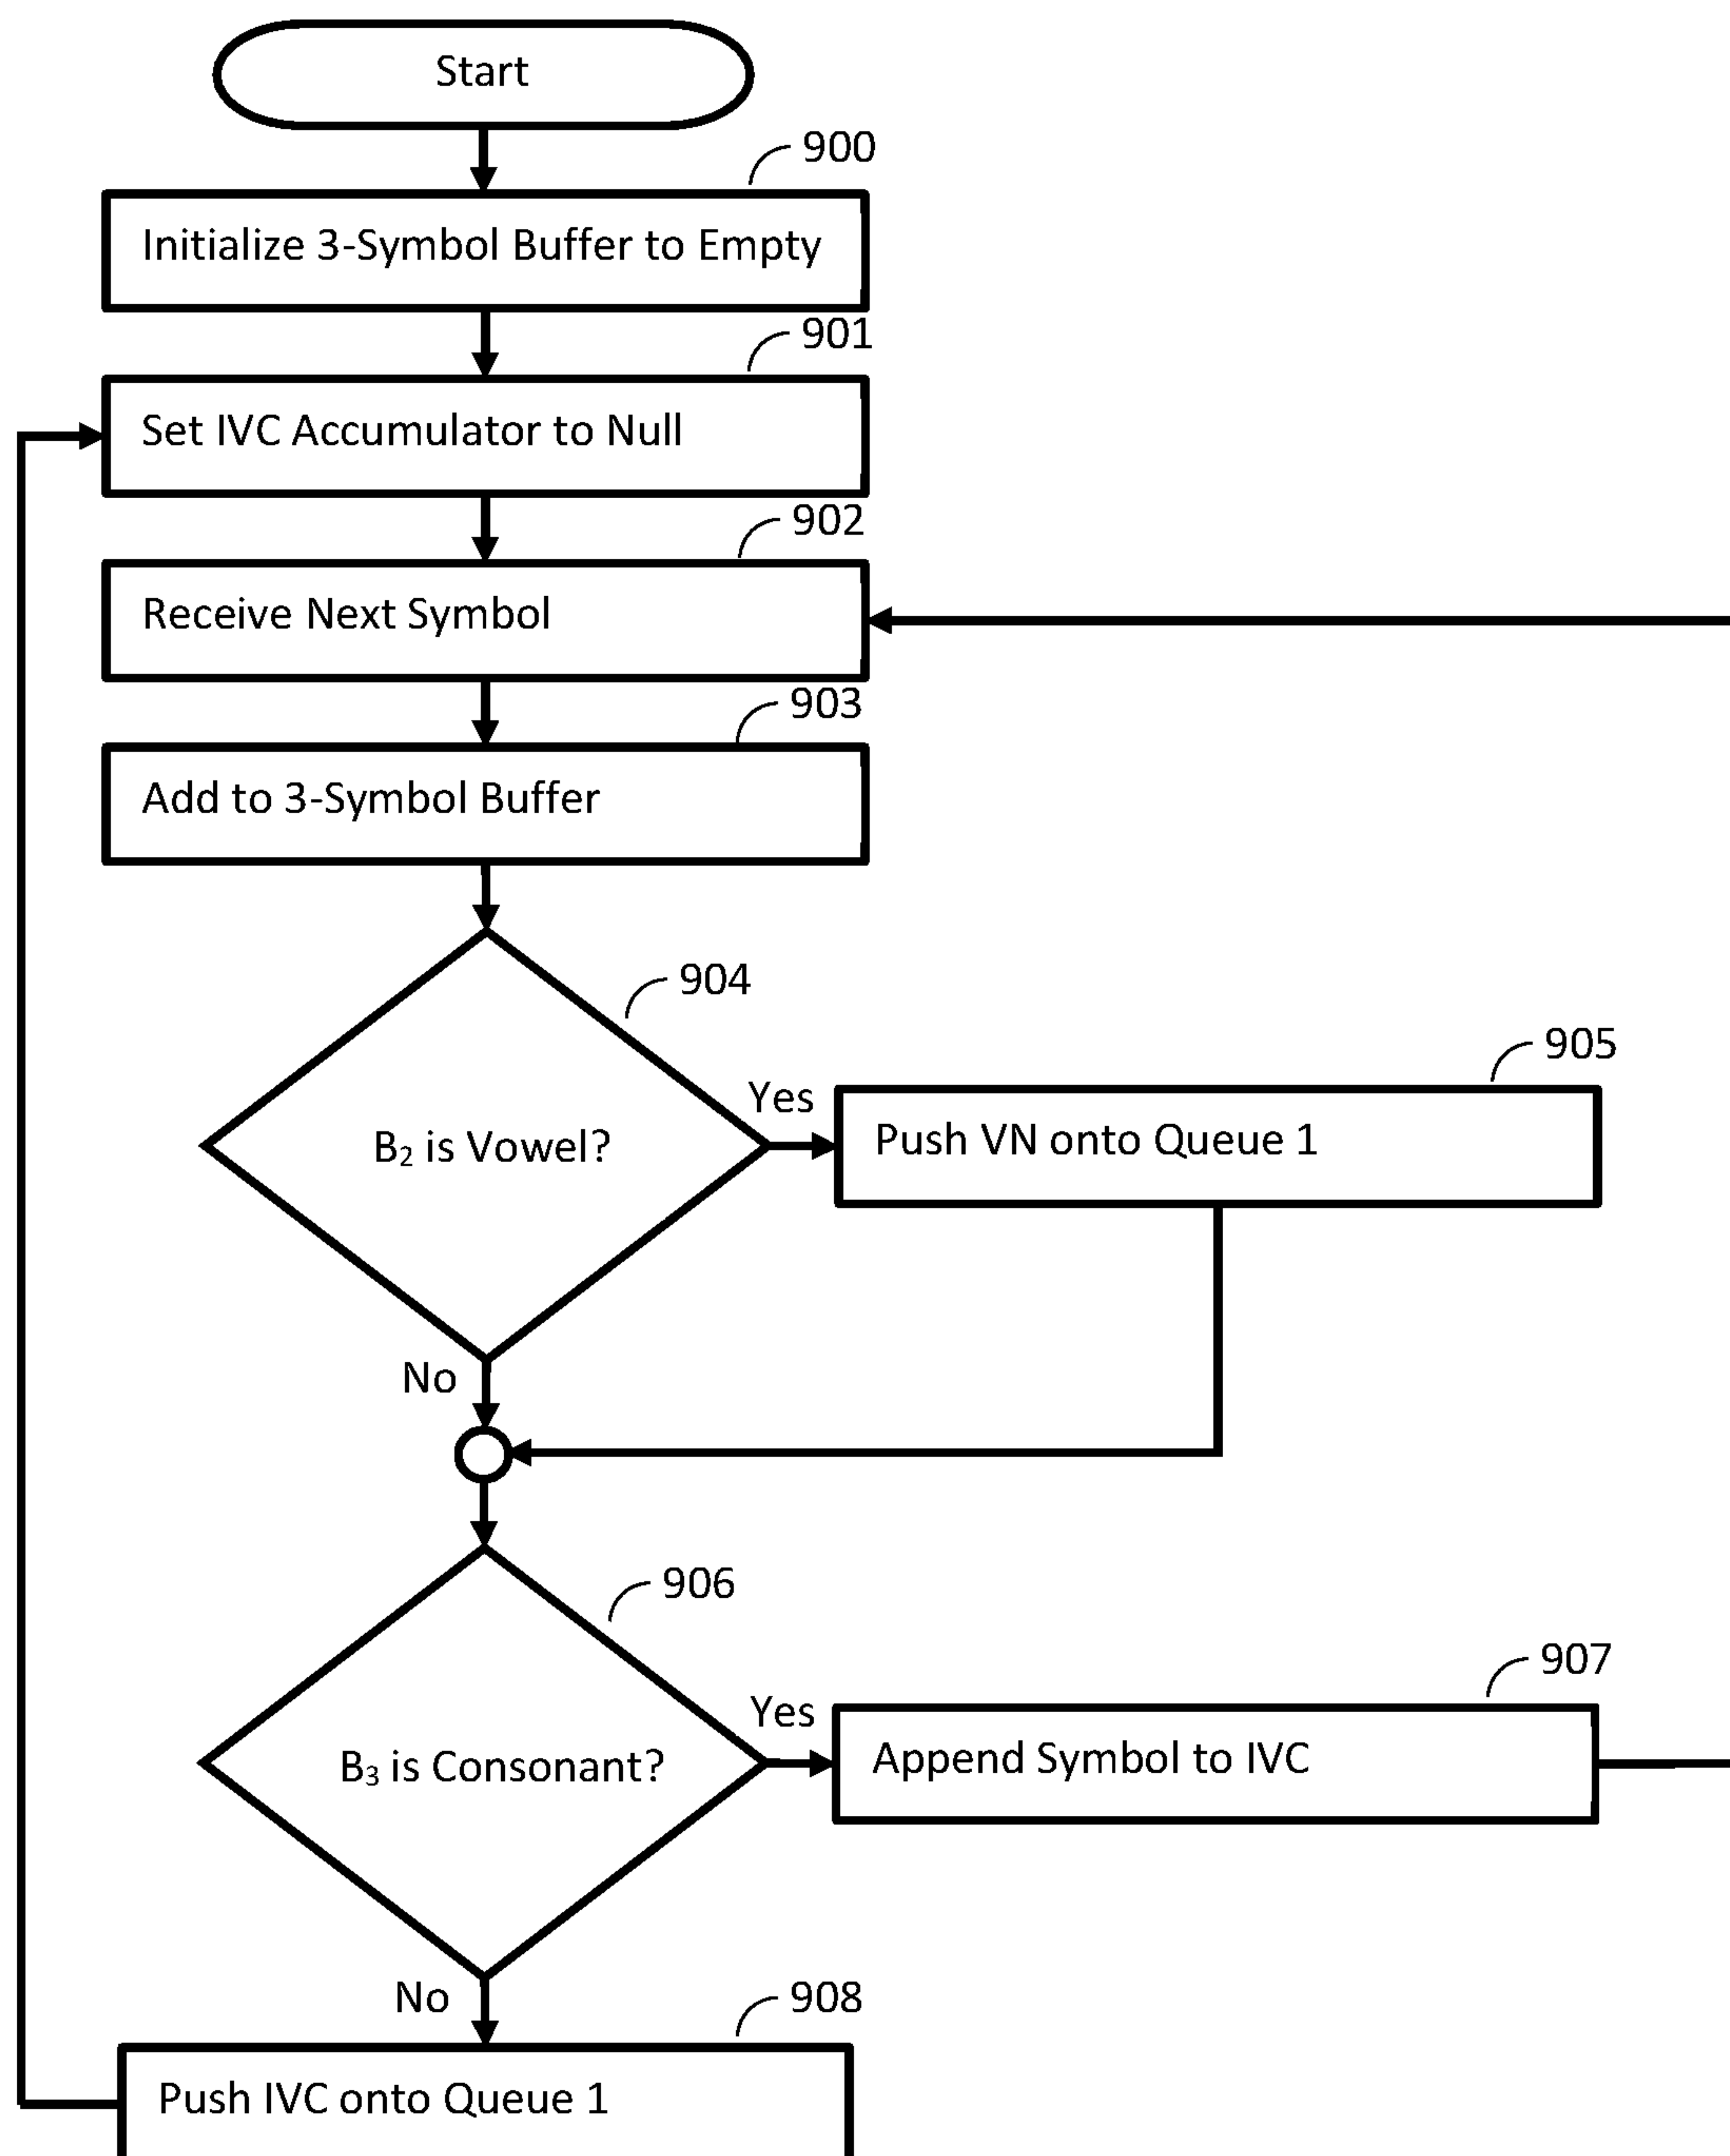 Start
900
Initialize 3-Symbol Buffer to Empty
901
Set IVC Accumulator to Null
902
Receive Next Symbol
903
Add to 3-Symbol Buffer
904
905
Yes
B₂ is Vowel?
Push VN onto Queue 1
No
906
907
Yes
B₃ is Consonant?
Append Symbol to IVC
No
908
Push IVC onto Queue 1